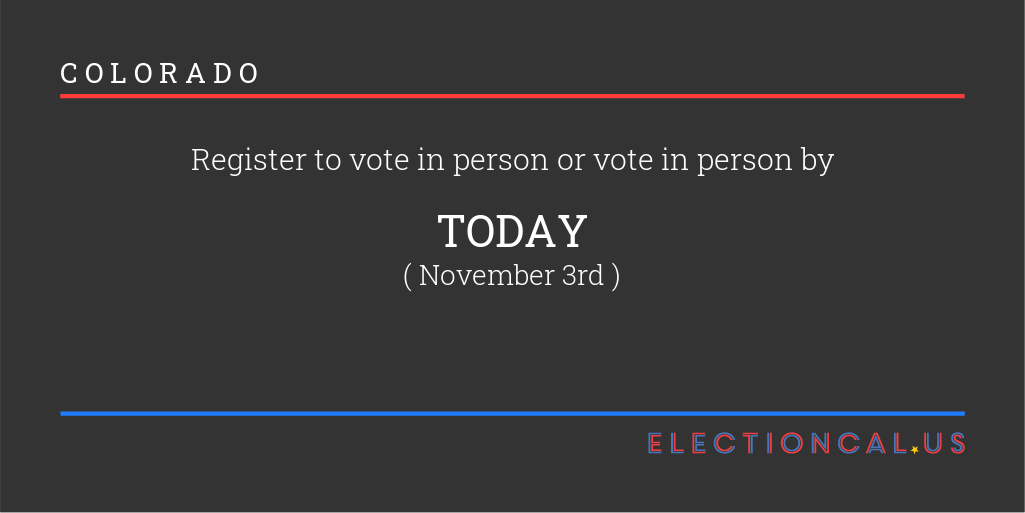 COLORADO
Register to vote in person or vote in person by
TODAY
( November 3rd )
ELECTIONCAL.US